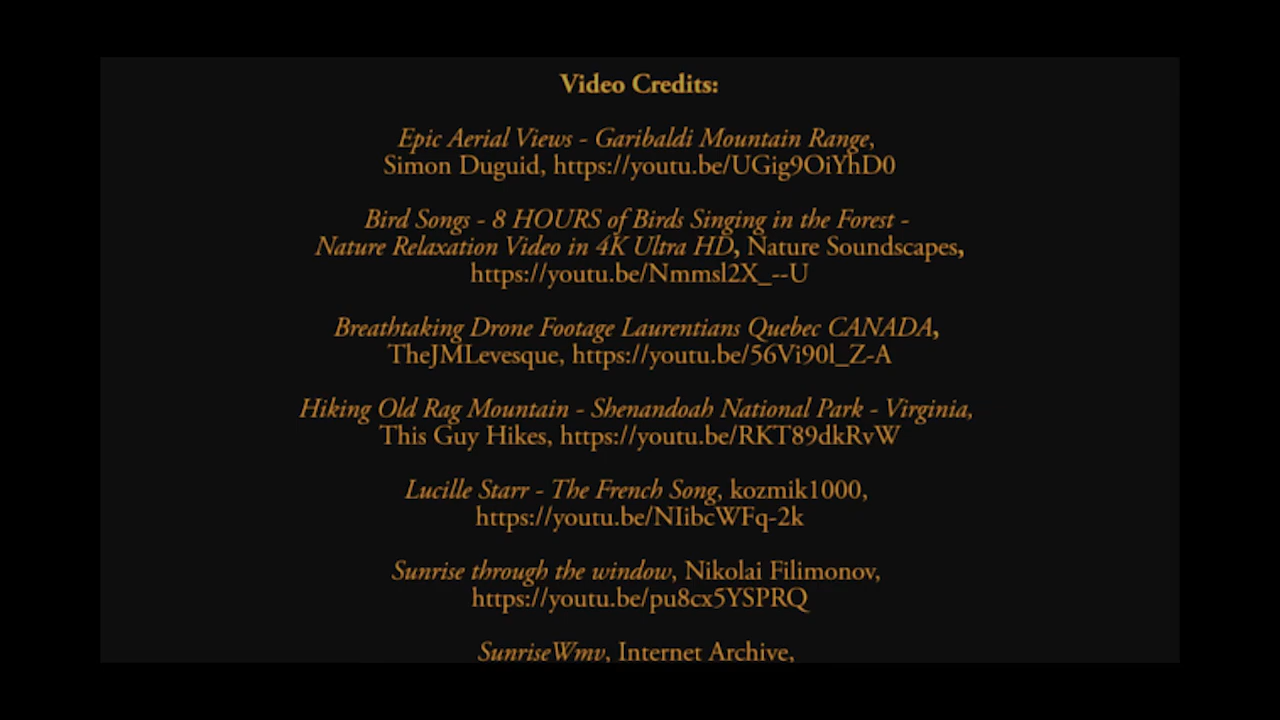 Video Credits:
Epic Aerial Views - Garibaldi Mountain Range,
Simon Duguid, https://youtu.be/UGig9OiYhD0
Bird Songs - 8 HOURS of Birds Singing in the Forest -
Nature Relaxation Video in 4K Ultra HD, Nature Soundscapes,
https://youtu.be/Nmmsl2X_--U
Breathtaking Drone Footage Laurentians Quebec CANADA,
TheJMLevesque, https://youtu.be/56Vi90l_Z-A
Hiking Old Rag Mountain - Shenandoah National Park - Virginia,
This Guy Hikes, https://youtu.be/RKT89dkRvW
Lucille Starr - The French Song, kozmik1000,
https://youtu.be/NIibcWFq-2k
Sunrise through the window, Nikolai Filimonov,
https://youtu.be/pu8cx5YSPRQ
SunriseWmv, Internet Archive,